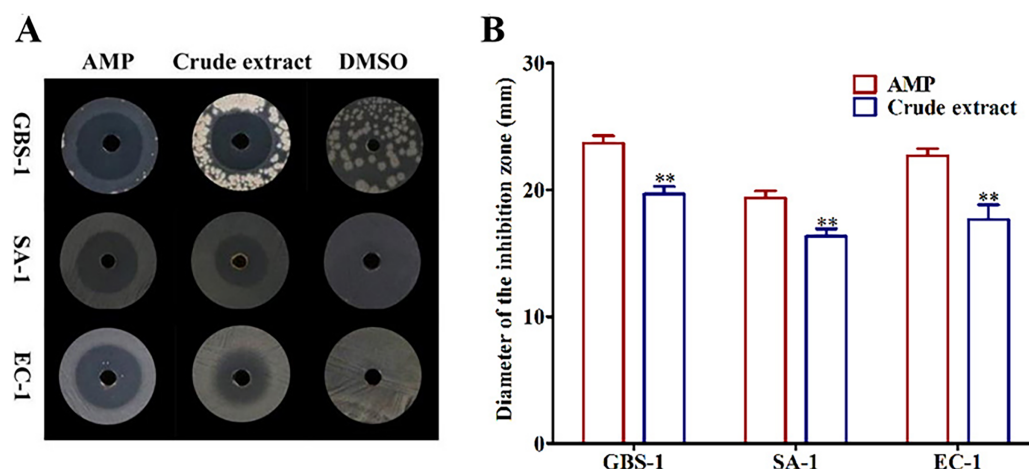 A
AMP Crude extract DMSO
GBS-1
SA-1
EC-1
B
Diameter of the inhibition zone (mm)
30
20
10
0
AMP
Crude extract
**
**
**
GBS-1 SA-1 EC-1